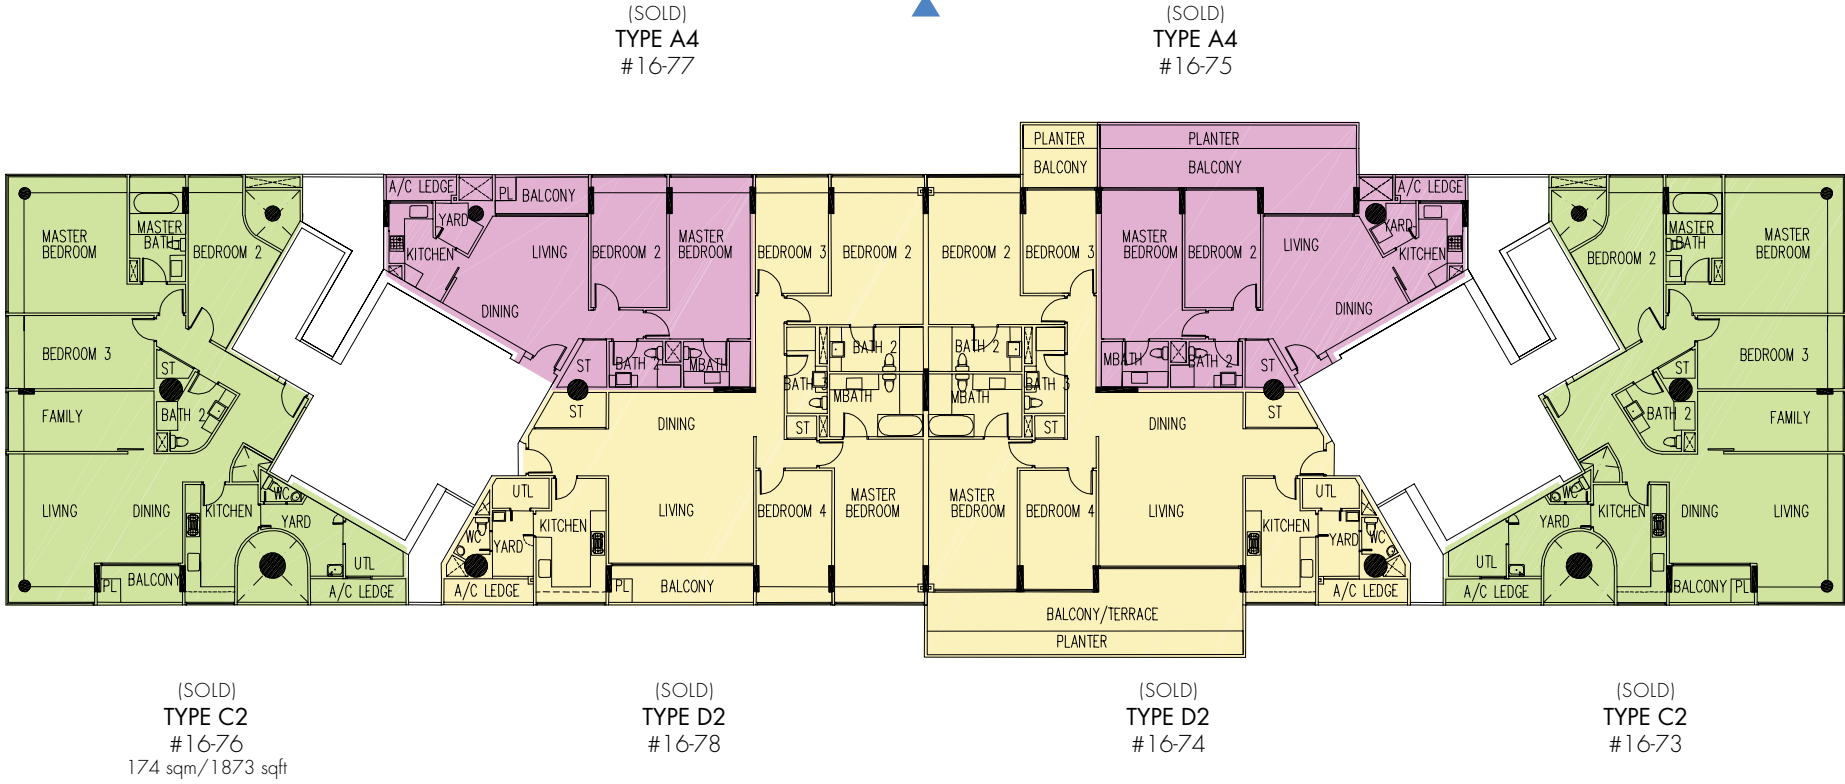 (SOLD)
TYPE A4
#16-77
(SOLD)
TYPE A4
#16-75
PLANTER
BALCONY
PLANTER
BALCONY
MASTER
BEDROOM
MASTER
BATH
BEDROOM 2
BEDROOM 3
ST
BATH 2
FAMILY
LIVING
DINING
KITCHEN
WC
YARD
UTL
PL
BALCONY
A/C LEDGE
A/C LEDGE
PL
BALCONY
YARD
KITCHEN
LIVING
DINING
BEDROOM 2
MASTER
BEDROOM
ST
BATH 2
MBATH
BEDROOM 3
BEDROOM 2
BATH 2
BATH 3
MBATH
ST
ST
DINING
LIVING
UTL
KITCHEN
WC
YARD
A/C LEDGE
PL
BALCONY
BEDROOM 4
MASTER
BEDROOM
BEDROOM 2
BEDROOM 3
BATH 2
BATH 3
MBATH
ST
DINING
ST
MASTER
BEDROOM
BEDROOM 4
LIVING
UTL
KITCHEN
YARD
WC
A/C LEDGE
BALCONY/TERRACE
PLANTER
MASTER
BEDROOM
BEDROOM 2
LIVING
DINING
YARD
KITCHEN
A/C LEDGE
MBATH
BATH 2
ST
BEDROOM 2
MASTER
BATH
MASTER
BEDROOM
BEDROOM 3
ST
BATH 2
FAMILY
WC
YARD
KITCHEN
DINING
LIVING
UTL
A/C LEDGE
BALCONY
PL
(SOLD)
TYPE C2
#16-76
174 sqm/1873 sqft
(SOLD)
TYPE D2
#16-78
(SOLD)
TYPE D2
#16-74
(SOLD)
TYPE C2
#16-73